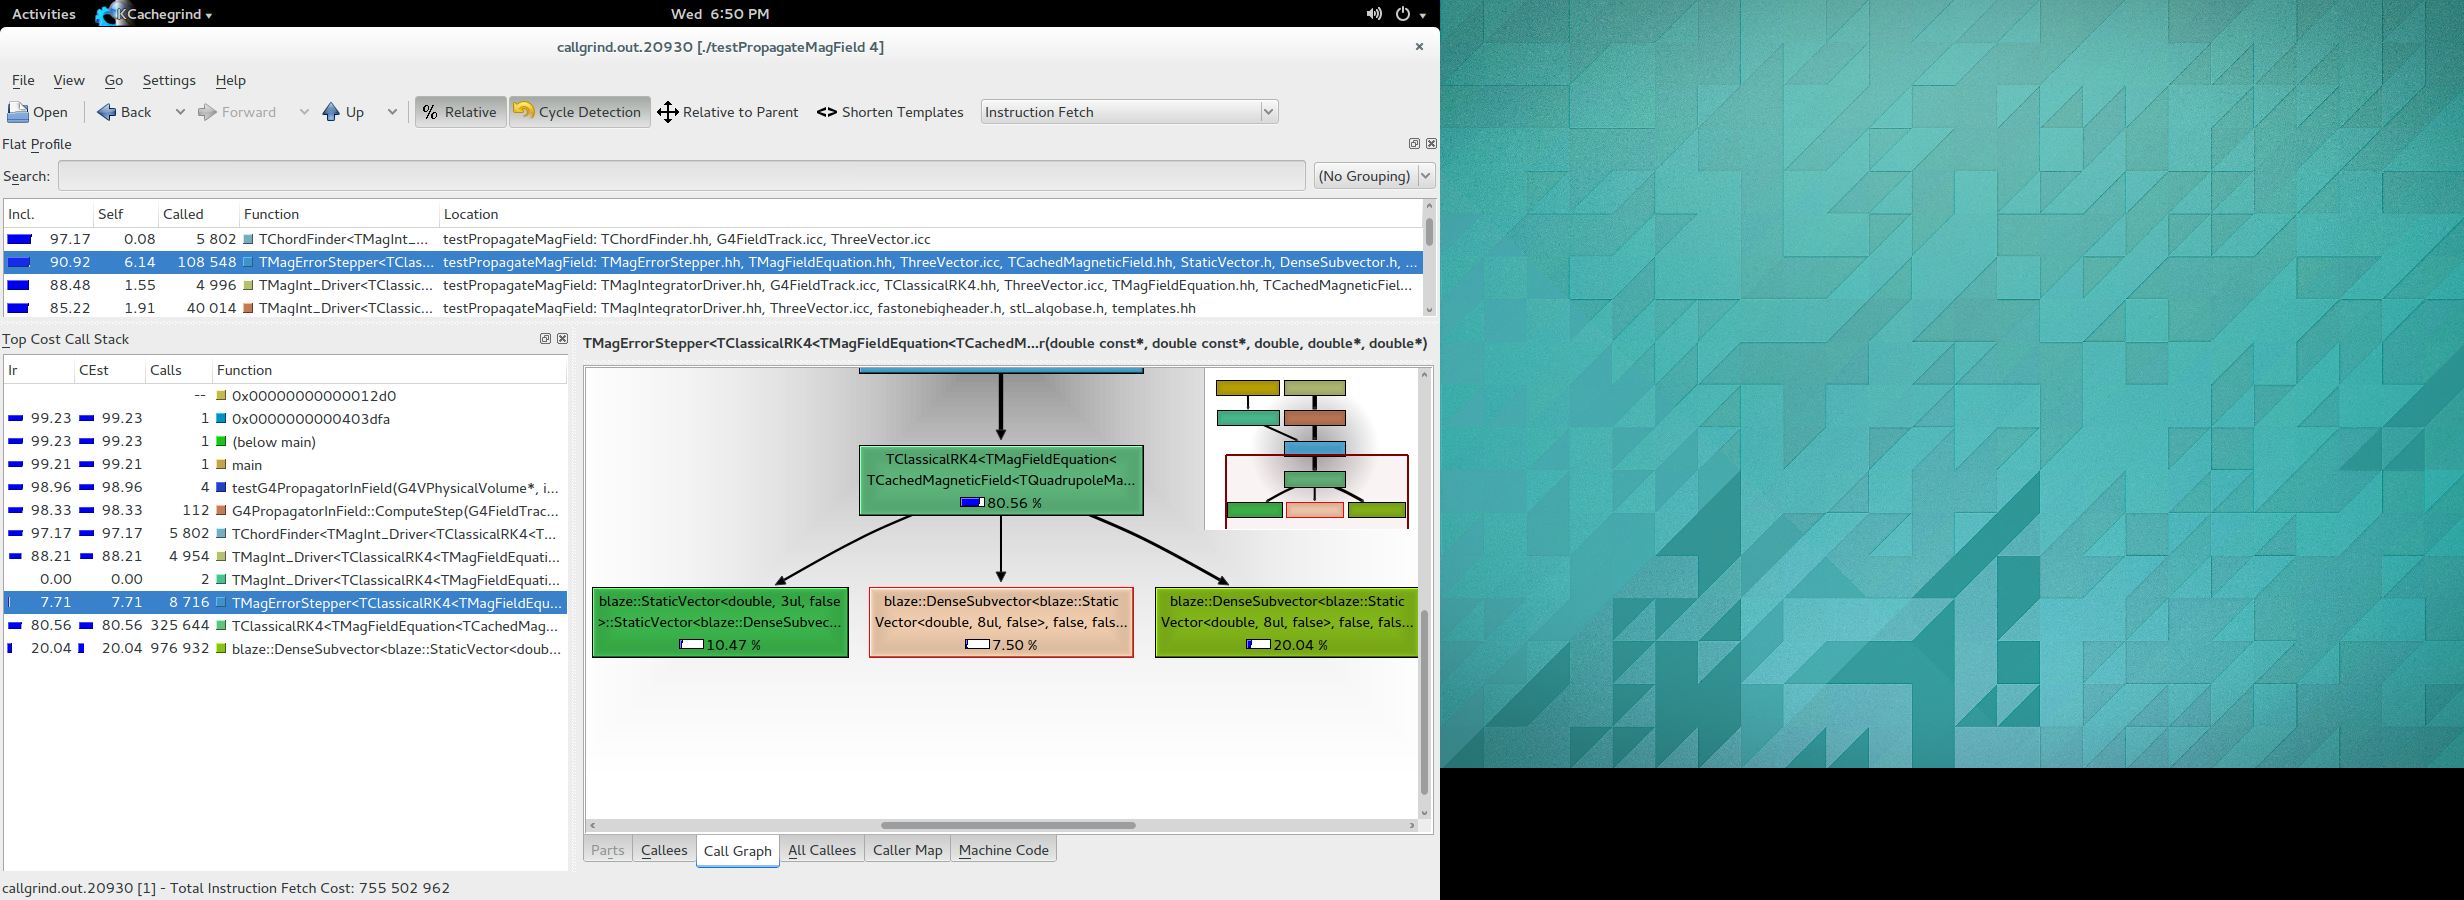 Activities KCachegrind Wed 6:50 PM
callgrind.out.20930 [./testPropagateMagField 4]
File View Go Settings Help
Open Back Forward Up % Relative Cycle Detection Relative to Parent <> Shorten Templates Instruction Fetch
Flat Profile
Search: (No Grouping)
Incl. Self Called Function Location
97.17 0.08 5 802 TChordFinder<TMagInt_... testPropagateMagField: TChordFinder.hh, G4FieldTrack.icc, ThreeVector.icc
90.92 6.14 108 548 TMagErrorStepper<TClas... testPropagateMagField: TMagErrorStepper.hh, TMagFieldEquation.hh, ThreeVector.icc, TCachedMagneticField.hh, StaticVector.h, DenseSubvector.h, ...
88.48 1.55 4 996 TMagInt_Driver<TClassic... testPropagateMagField: TMagIntegratorDriver.hh, G4FieldTrack.icc, TClassicalRK4.hh, ThreeVector.icc, TMagFieldEquation.hh, TCachedMagneticFiel...
85.22 1.91 40 014 TMagInt_Driver<TClassic... testPropagateMagField: TMagIntegratorDriver.hh, ThreeVector.icc, fastonebigheader.h, stl_algobase.h, templates.hh
Top Cost Call Stack
Ir CEst Calls Function
-- 0x00000000000012d0
99.23 99.23 1 0x0000000000403dfa
99.23 99.23 1 (below main)
99.21 99.21 1 main
98.96 98.96 4 testG4PropagatorInField(G4VPhysicalVolume*, i...
98.33 98.33 112 G4PropagatorInField::ComputeStep(G4FieldTrac...
97.17 97.17 5 802 TChordFinder<TMagInt_Driver<TClassicalRK4<T...
88.21 88.21 4 954 TMagInt_Driver<TClassicalRK4<TMagFieldEquati...
0.00 0.00 2 TMagInt_Driver<TClassicalRK4<TMagFieldEquati...
7.71 7.71 8 716 TMagErrorStepper<TClassicalRK4<TMagFieldEqu...
80.56 80.56 325 644 TClassicalRK4<TMagFieldEquation<TCachedMag...
20.04 20.04 976 932 blaze::DenseSubvector<blaze::StaticVector<doub...
TMagErrorStepper<TClassicalRK4<TMagFieldEquation<TCachedM...r(double const*, double const*, double, double*, double*)
TClassicalRK4<TMagFieldEquation<
TCachedMagneticField<TQuadrupoleMa...
80.56 %
blaze::StaticVector<double, 3ul, false
>::StaticVector<blaze::DenseSubvec...
10.47 %
blaze::DenseSubvector<blaze::Static
Vector<double, 8ul, false>, false, fals...
7.50 %
blaze::DenseSubvector<blaze::Static
Vector<double, 8ul, false>, false, fals...
20.04 %
Parts Callees Call Graph All Callees Caller Map Machine Code
callgrind.out.20930 [1] - Total Instruction Fetch Cost: 755 502 962